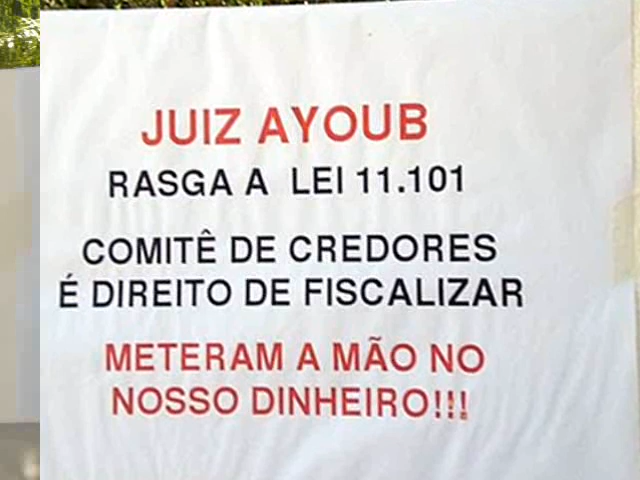 JUIZ AYOUB
RASGA A LEI 11.101
COMITÊ DE CREDORES
É DIREITO DE FISCALIZAR
METERAM A MÃO NO
NOSSO DINHEIRO!!!